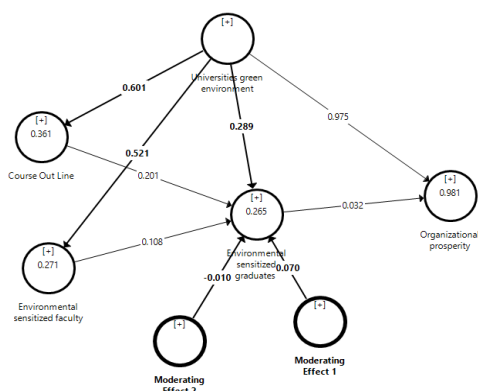 [+]
Universities green
environment
0.601
[+]
0.361
Course Out Line
0.521
0.289
0.975
0.201
[+]
0.265
Environmental
sensitized
graduates
0.032
[+]
0.981
Organizational
prosperity
0.108
[+]
0.271
Environmental
sensitized faculty
-0.010
0.070
[+]
Moderating
Effect 2
[+]
Moderating
Effect 1